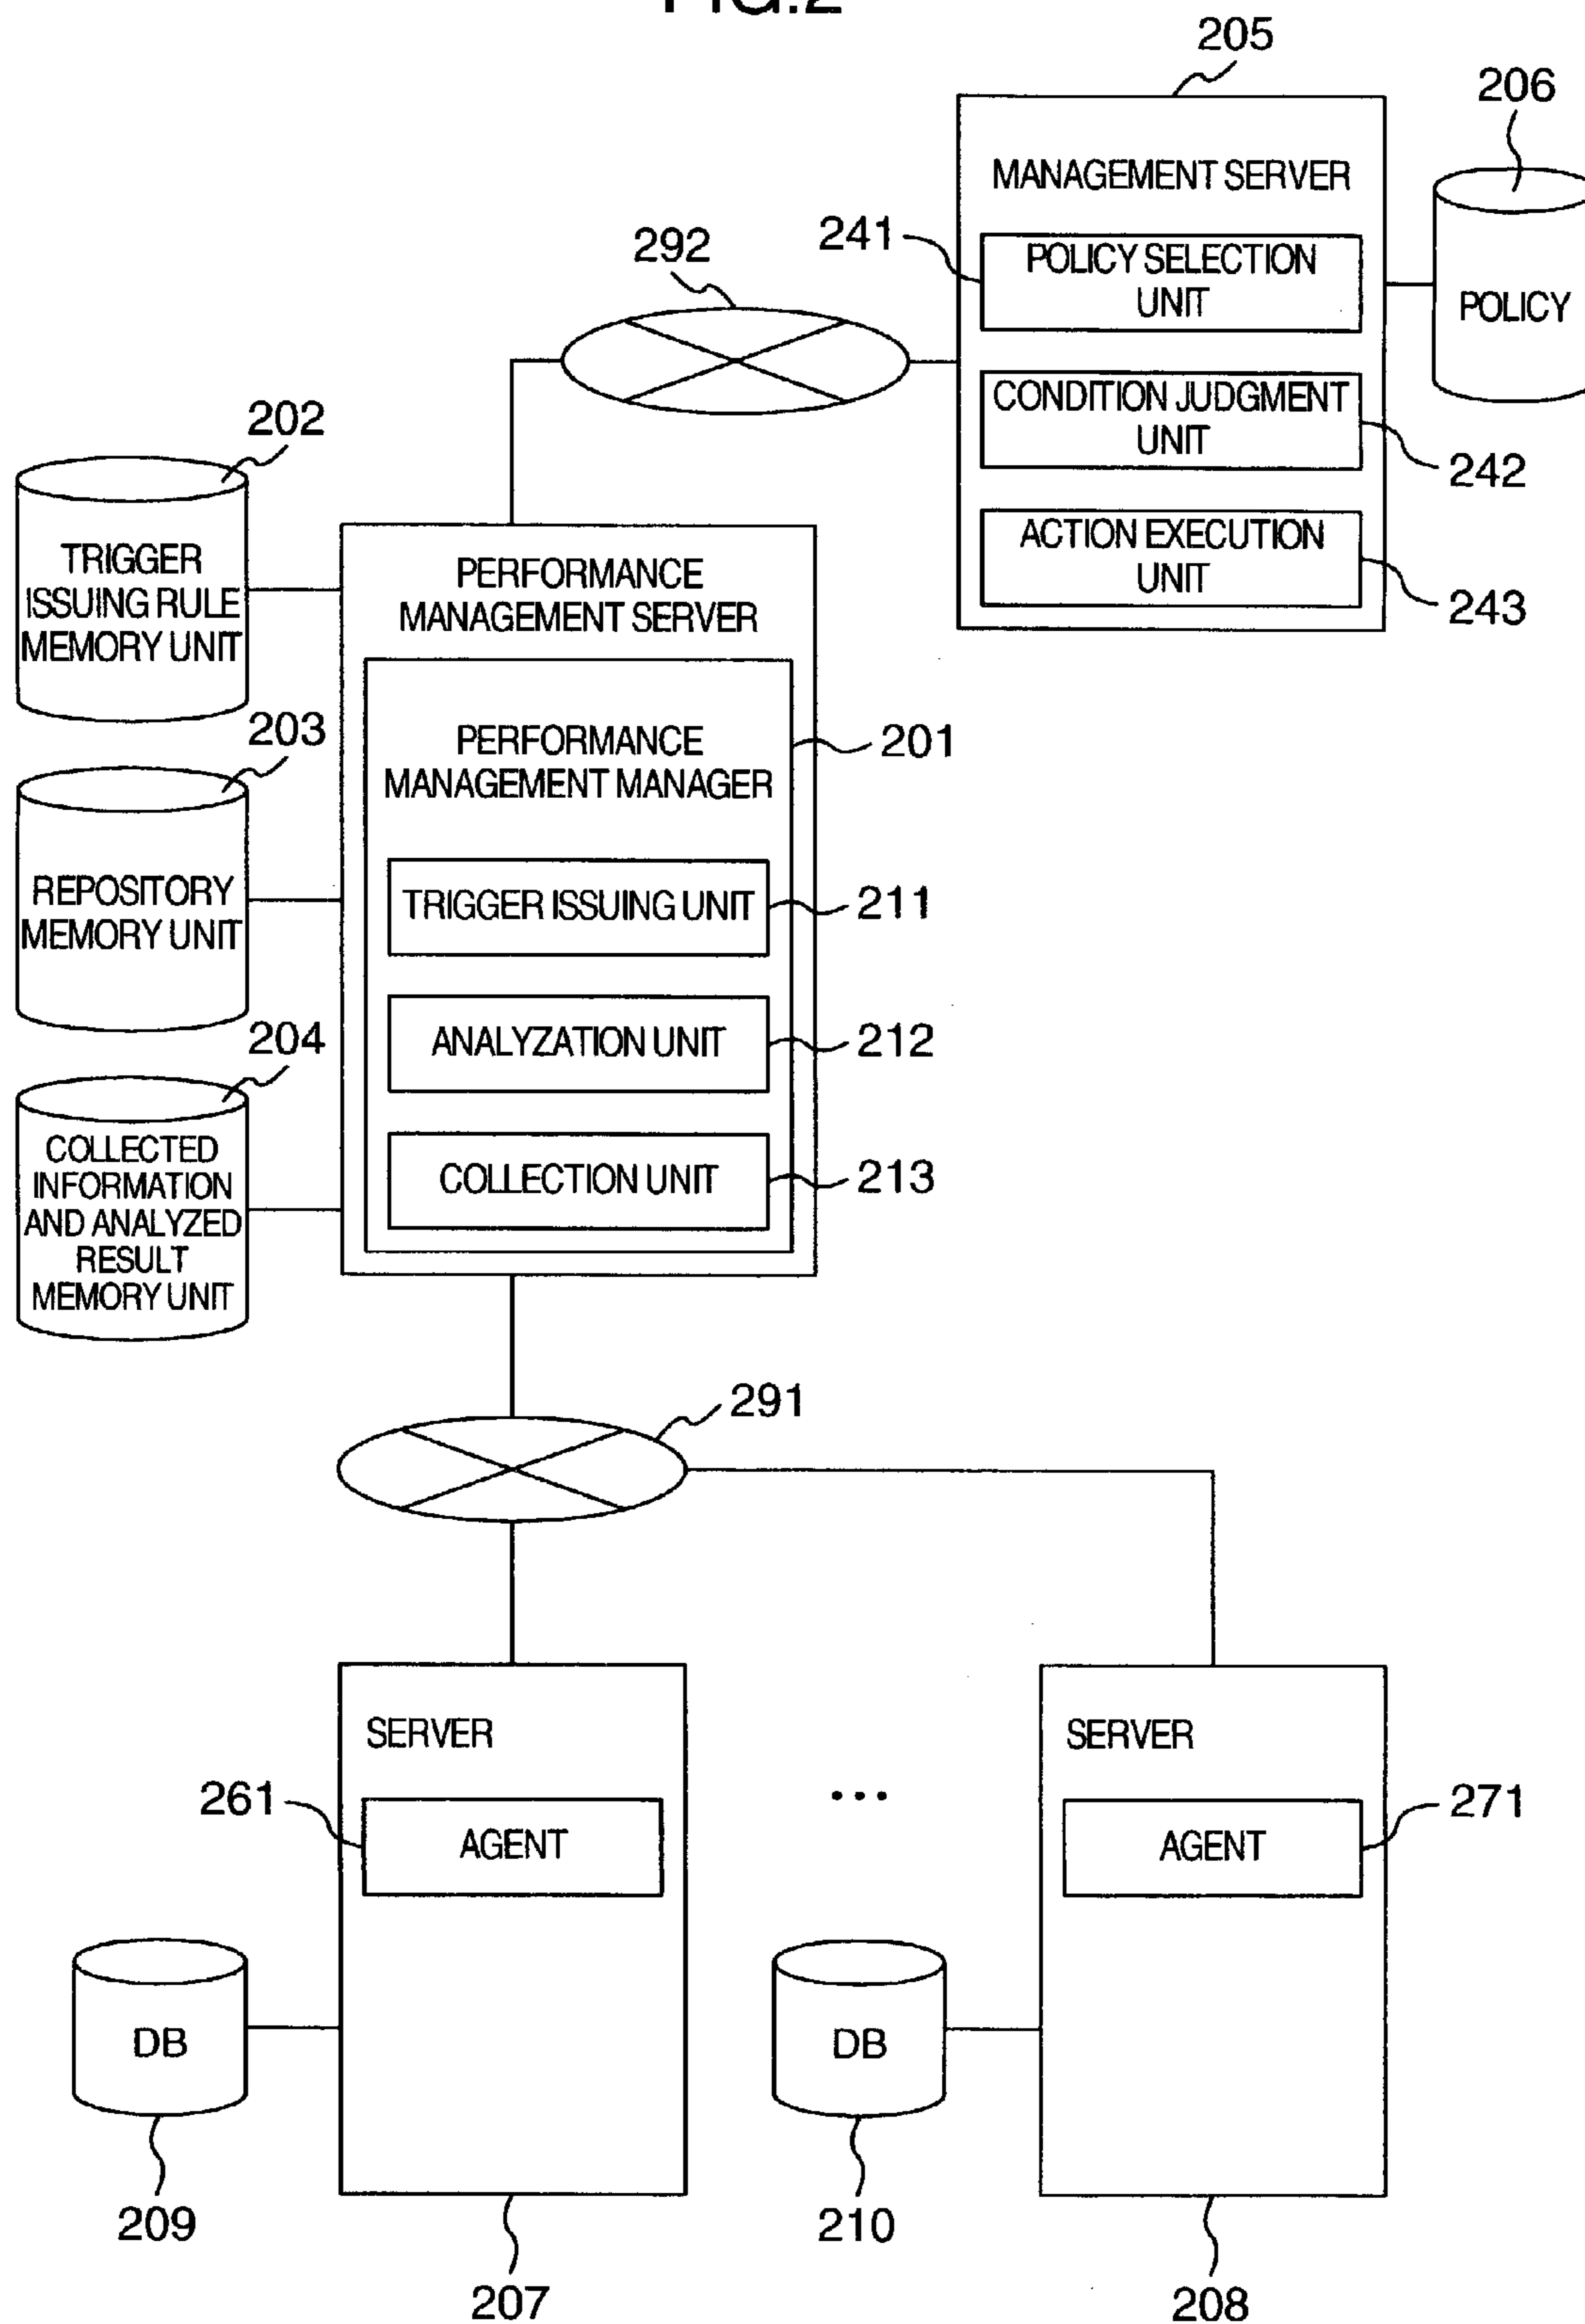 FIG.2
205
206
MANAGEMENT SERVER
241
POLICY SELECTION
UNIT
POLICY
292
CONDITION JUDGMENT
UNIT
242
ACTION EXECUTION
UNIT
243
202
TRIGGER
ISSUING RULE
MEMORY UNIT
PERFORMANCE
MANAGEMENT SERVER
203
REPOSITORY
MEMORY UNIT
PERFORMANCE
MANAGEMENT MANAGER
201
TRIGGER ISSUING UNIT
211
204
COLLECTED
INFORMATION
AND ANALYZED
RESULT
MEMORY UNIT
ANALYZATION UNIT
212
COLLECTION UNIT
213
291
SERVER
261
AGENT
...
SERVER
AGENT
271
DB
209
207
DB
210
208